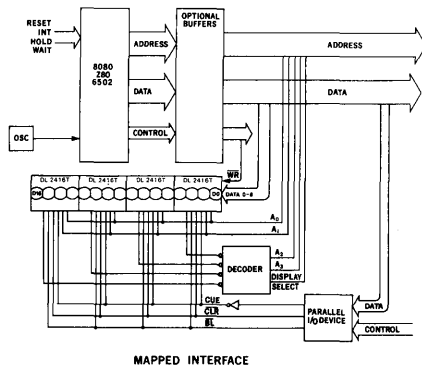 RESET
INT
HOLD
WAIT
8080
Z80
6502
OSC
ADDRESS
DATA
CONTROL
OPTIONAL
BUFFERS
ADDRESS
DATA
WR
DL 2416T
DL 2416T
DL 2416T
DL 2416T
D0
DATA 0-6
A0
A1
A2
A3
DECODER
DISPLAY
SELECT
CUE
CLR
BL
PARALLEL
I/O DEVICE
DATA
CONTROL
MAPPED INTERFACE